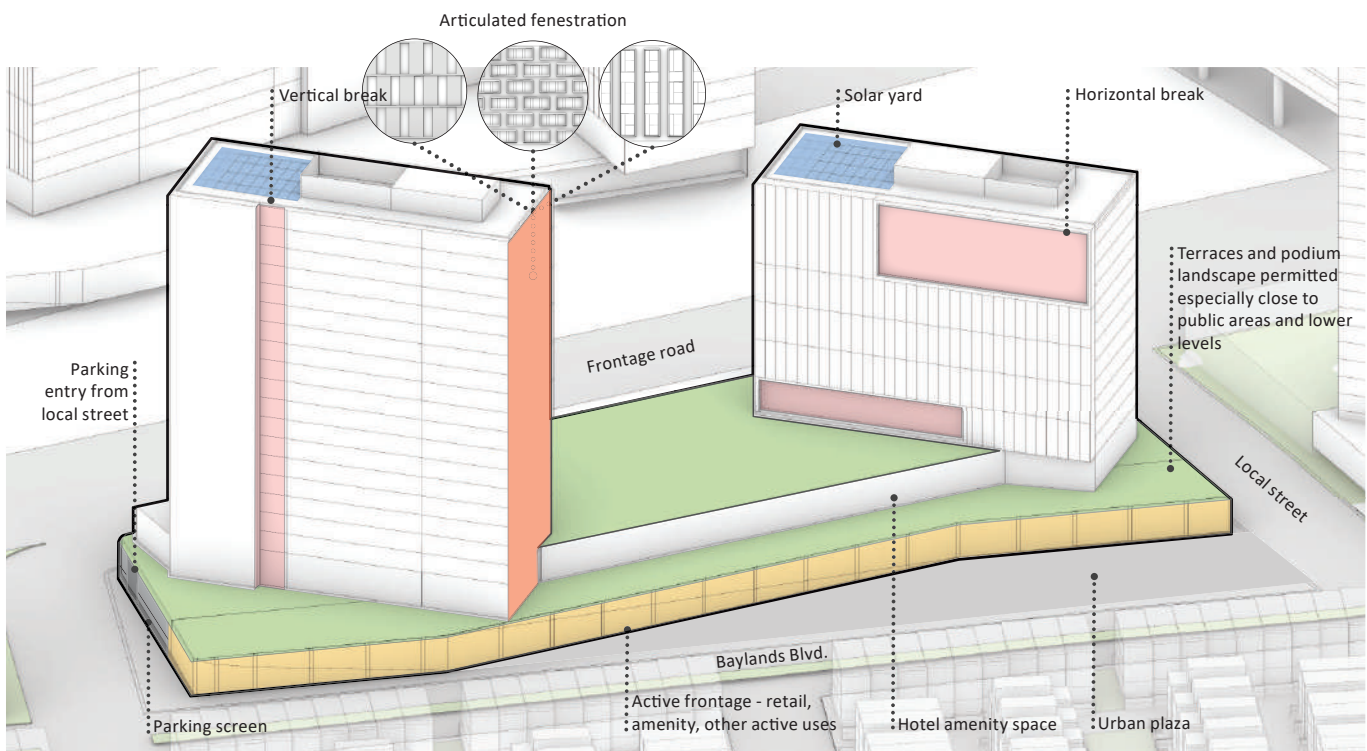 Articulated fenestration
Vertical break
Solar yard
Horizontal break
Terraces and podium
landscape permitted
especially close to
public areas and lower
levels
Frontage road
Parking
entry from
local street
Local street
Baylands Blvd.
Parking screen
Active frontage - retail,
amenity, other active uses
Hotel amenity space
Urban plaza